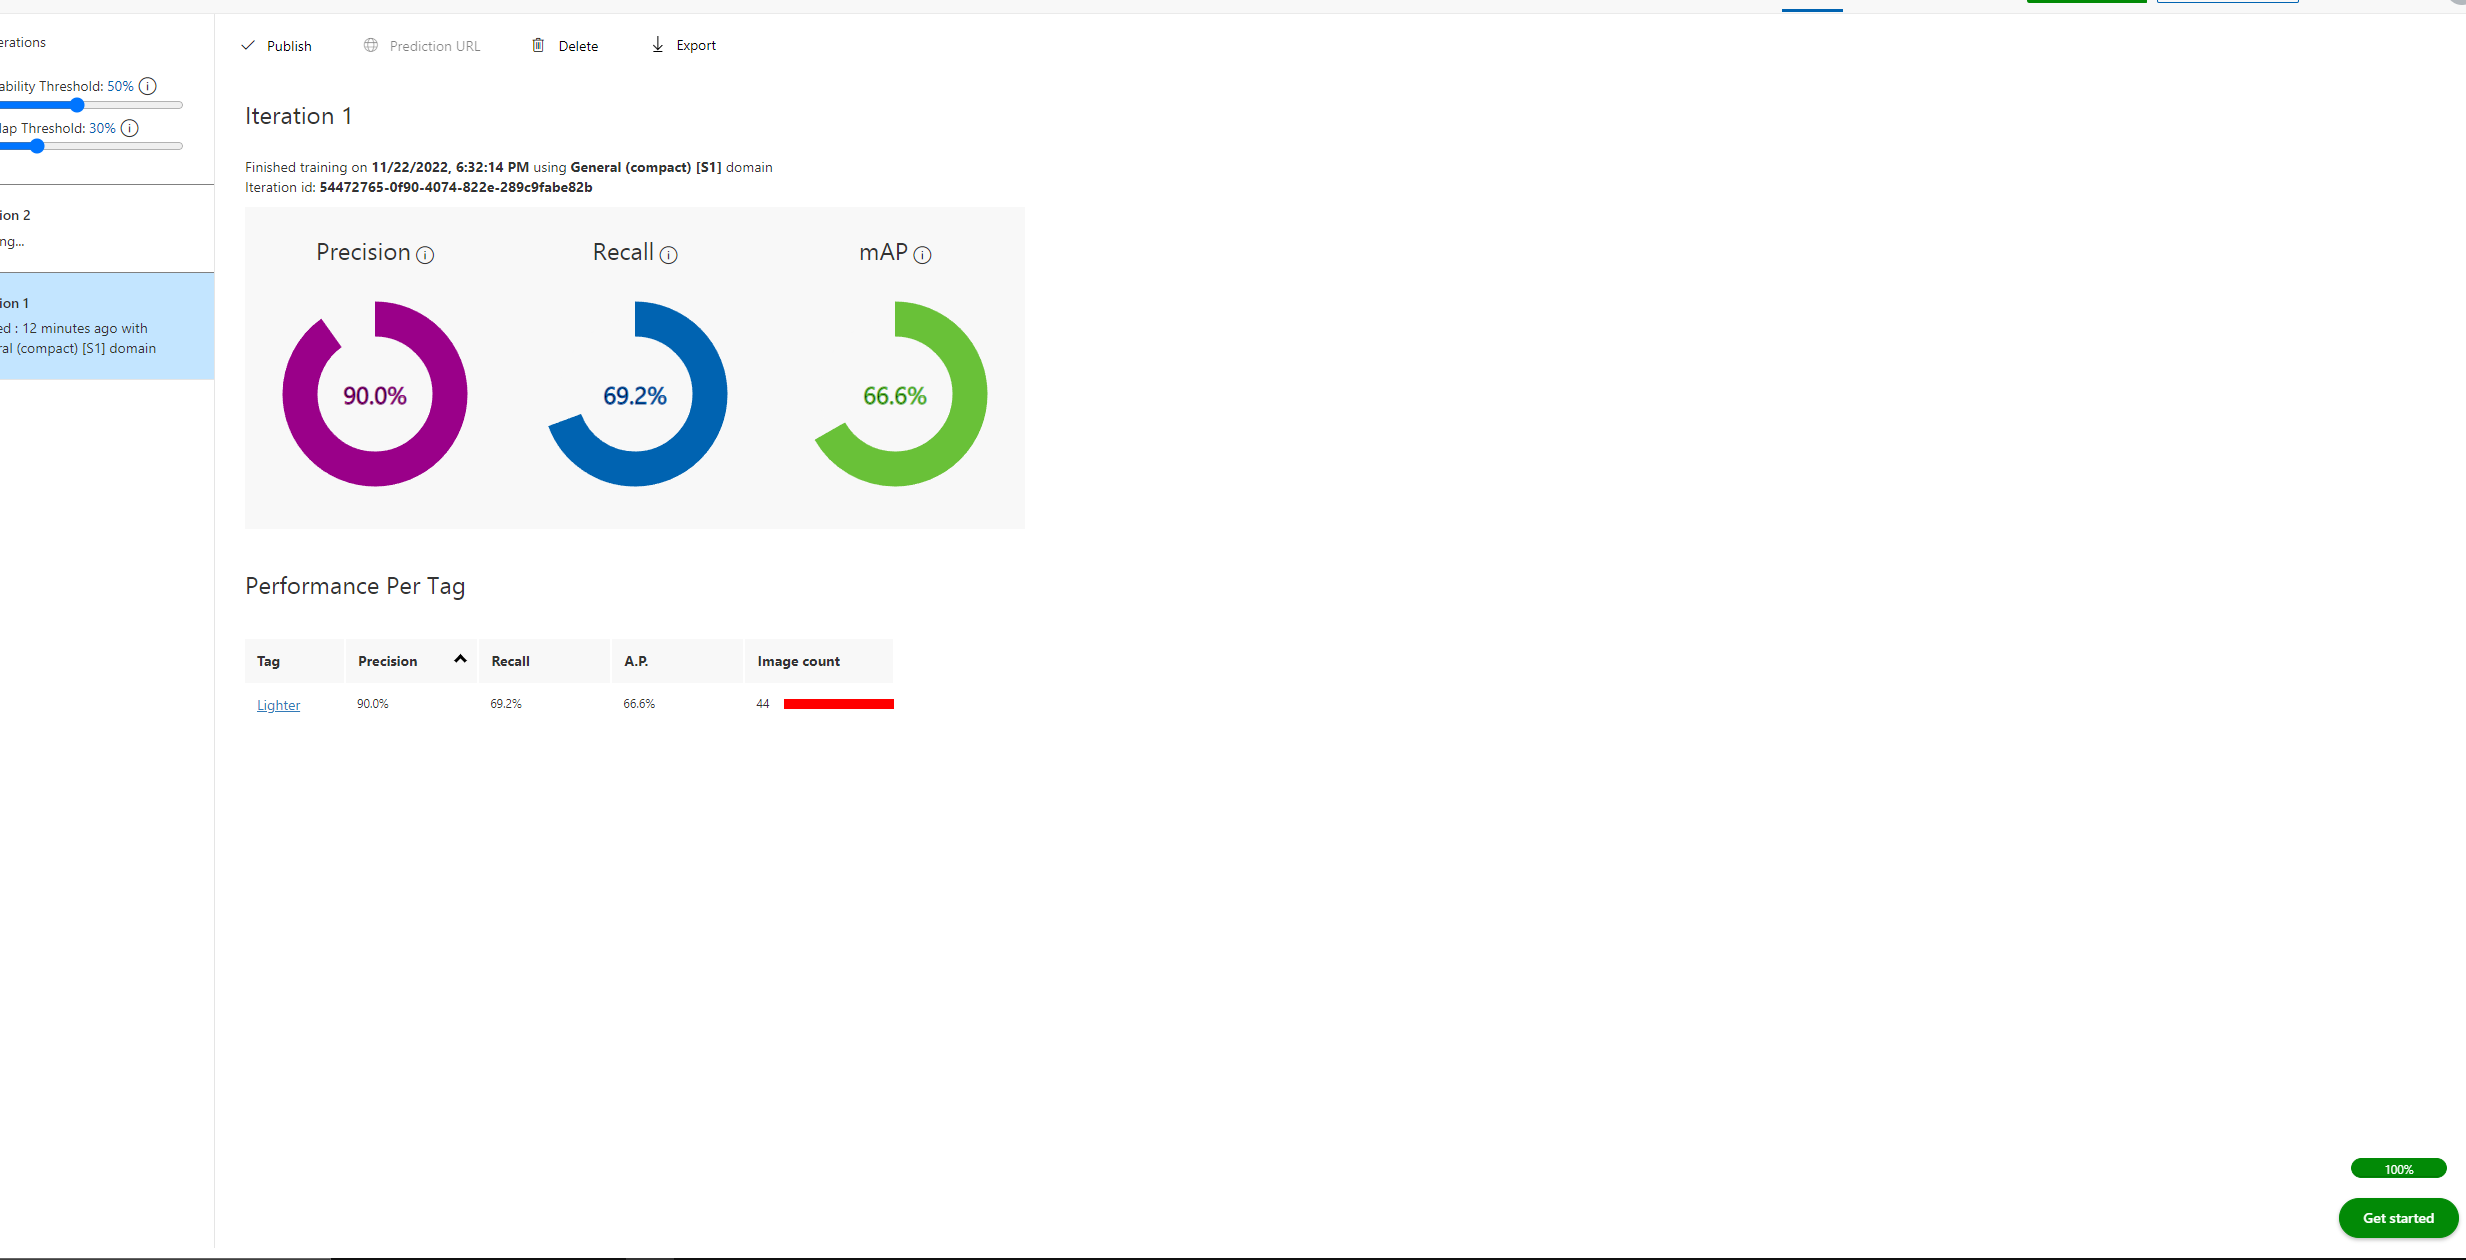 erations
ability Threshold: 50%
lap Threshold: 30%
ion 2
ng...
ion 1
ed : 12 minutes ago with
ral (compact) [S1] domain
Publish
Prediction URL
Delete
Export
Iteration 1
Finished training on 11/22/2022, 6:32:14 PM using General (compact) [S1] domain
Iteration id: 54472765-0f90-4074-822e-289c9fabe82b
Precision
Recall
mAP
90.0%
69.2%
66.6%
Performance Per Tag
Tag Precision Recall A.P. Image count
Lighter 90.0% 69.2% 66.6% 44
100%
Get started